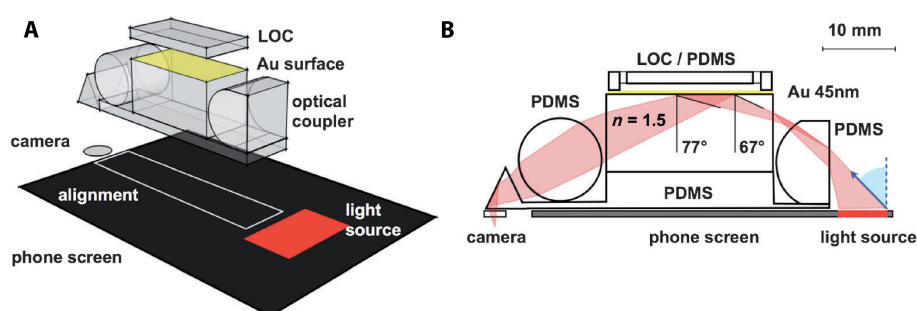 A
LOC
Au surface
optical
coupler
camera
alignment
light
source
phone screen
B
10 mm
LOC / PDMS
Au 45nm
PDMS
PDMS
n = 1.5
77°
67°
PDMS
camera
phone screen
light source